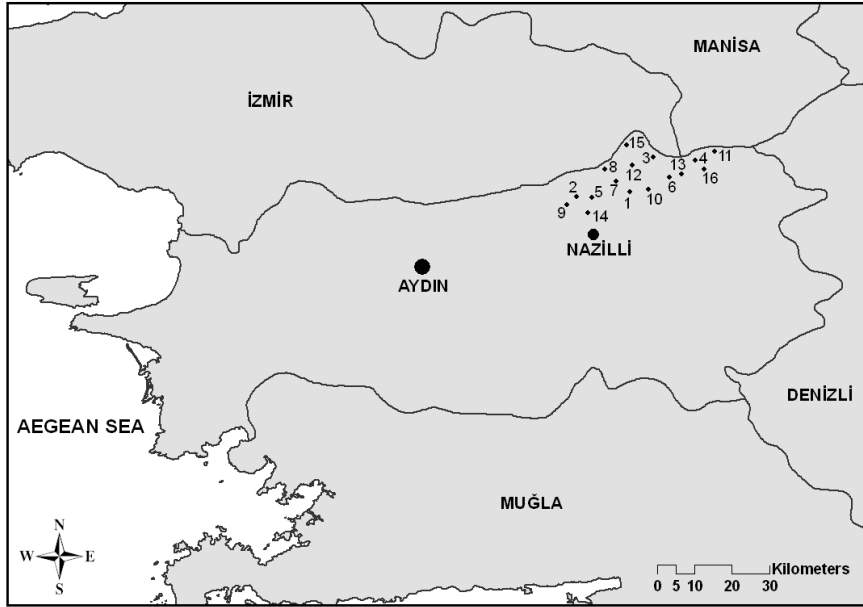 MANİSA
İZMİR
15
3
4 11
13
8
12
6 16
7
2 5
1 10
9
14
NAZİLLİ
AYDIN
DENİZLİ
AEGEAN SEA
MUĞLA
N
W E
S
Kilometers
0 5 10 20 30